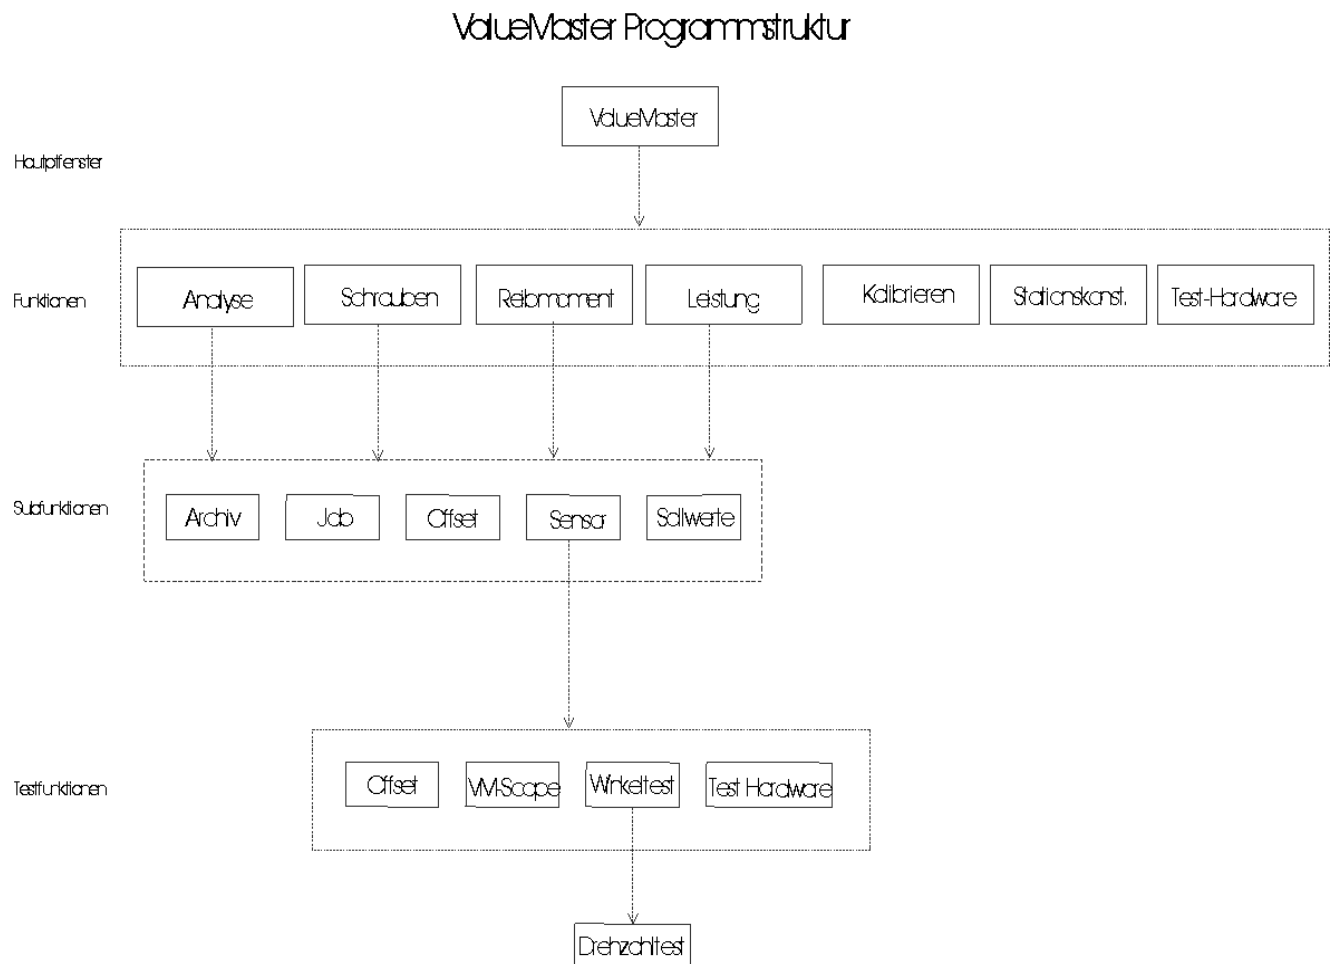 ValueMaster Programmstruktur
ValueMaster
Hautptfenster
Funktionen
Analyse
Schrauben
Reibmoment
Leistung
Kalibrieren
Stationskonst.
Test-Hardware
Subfunktionen
Archiv
Job
Offset
Sensor
Sollwerte
Testfunktionen
Offset
VM-Scope
Winkeltest
Test Hardware
Drehzahltest